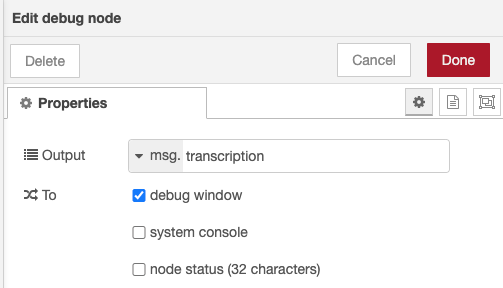 Edit debug node
Delete
Cancel
Done
Properties
Output
msg. transcription
To
debug window
system console
node status (32 characters)